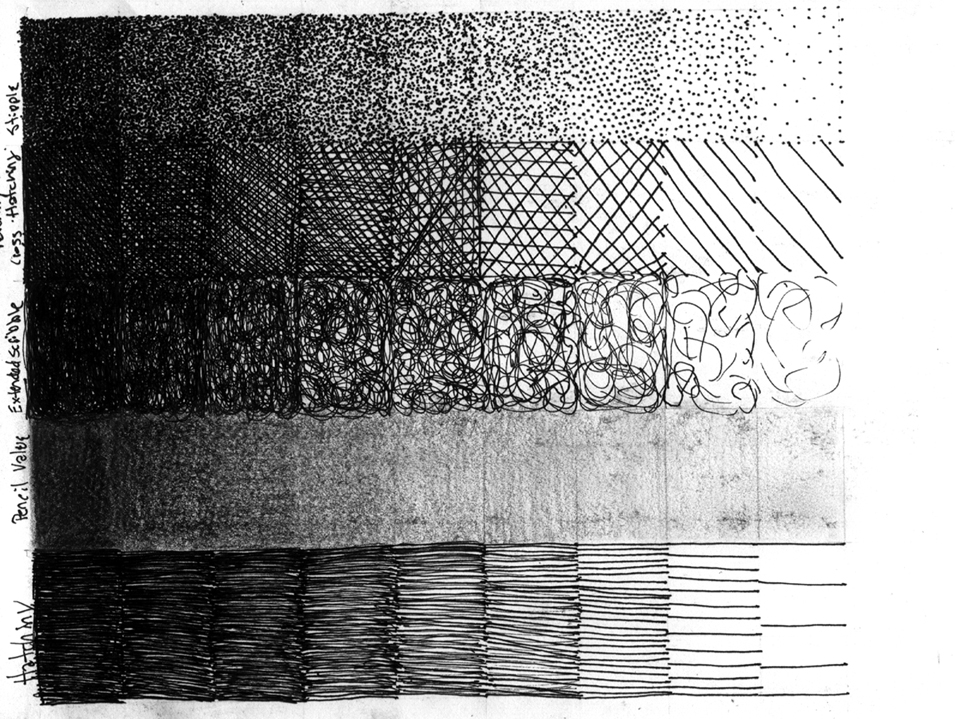 Stipple
Cross-Hatching
Extended scribble
Pencil Value
Hatching